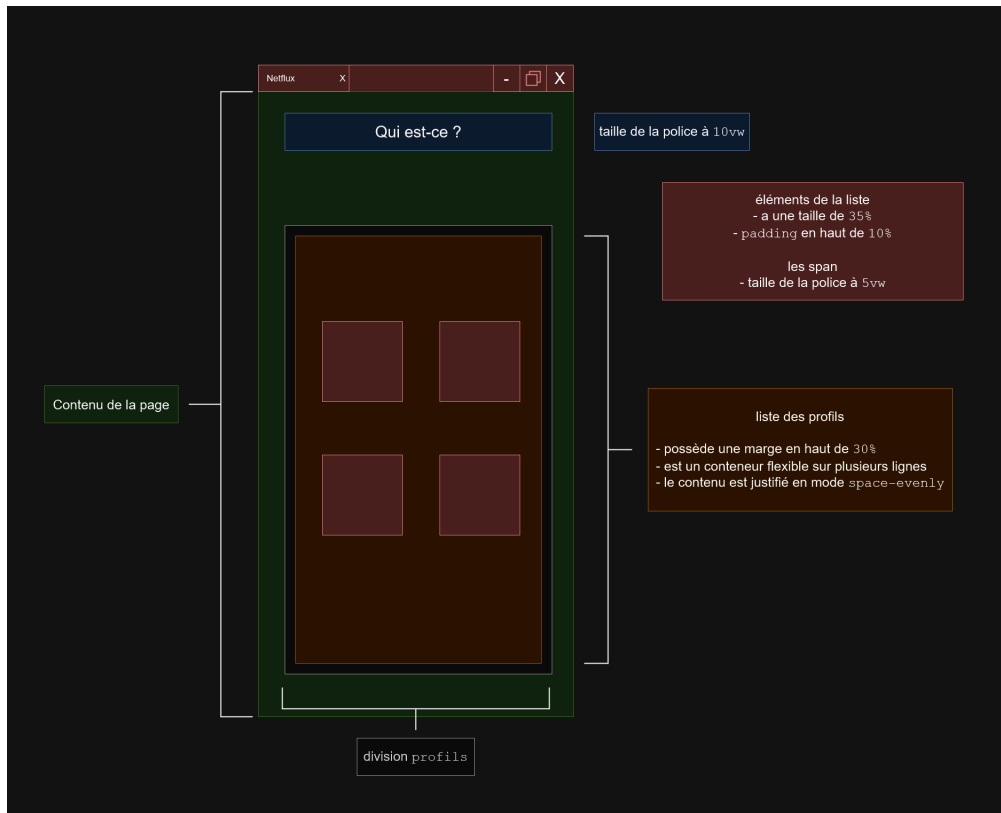 Netflux X - X
Qui est-ce ?
taille de la police à 10vw
éléments de la liste
- a une taille de 35%
- padding en haut de 10%
les span
- taille de la police à 5vw
Contenu de la page
liste des profils
- possède une marge en haut de 30%
- est un conteneur flexible sur plusieurs lignes
- le contenu est justifié en mode space-evenly
division profils